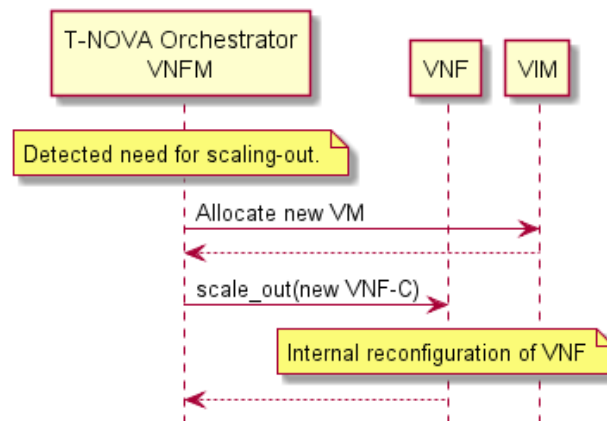 T-NOVA Orchestrator
VNFM
VNF
VIM
Detected need for scaling-out.
Allocate new VM
scale_out(new VNF-C)
Internal reconfiguration of VNF